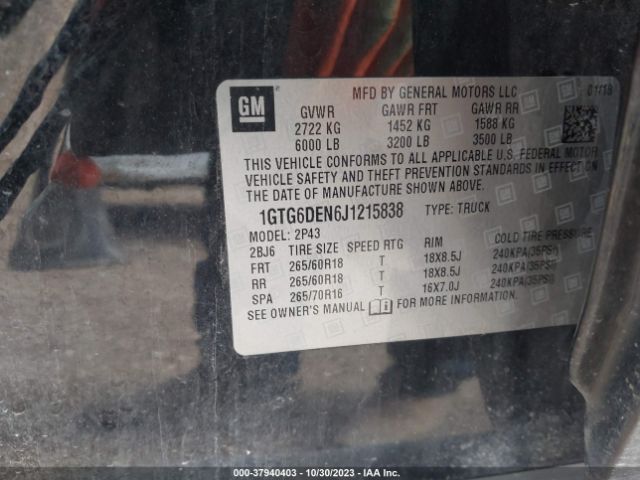 GM
MFD BY GENERAL MOTORS LLC 01/18
GVWR GAWR FRT GAWR RR
2722 KG 1452 KG 1588 KG
6000 LB 3200 LB 3500 LB
THIS VEHICLE CONFORMS TO ALL APPLICABLE U.S. FEDERAL MOTOR
VEHICLE SAFETY AND THEFT PREVENTION STANDARDS IN EFFECT ON
THE DATE OF MANUFACTURE SHOWN ABOVE.
1GTG6DEN6J1215838 TYPE: TRUCK
MODEL: 2P43
2BJ6 TIRE SIZE SPEED RTG RIM COLD TIRE PRESSURE
FRT 265/60R18 T 18X8.5J 240KPA(35PSI)
RR 265/60R18 T 18X8.5J 240KPA(35PSI)
SPA 265/70R16 T 16X7.0J 240KPA(35PSI)
SEE OWNER'S MANUAL FOR MORE INFORMATION.
000-37940403 - 10/30/2023 - IAA Inc.